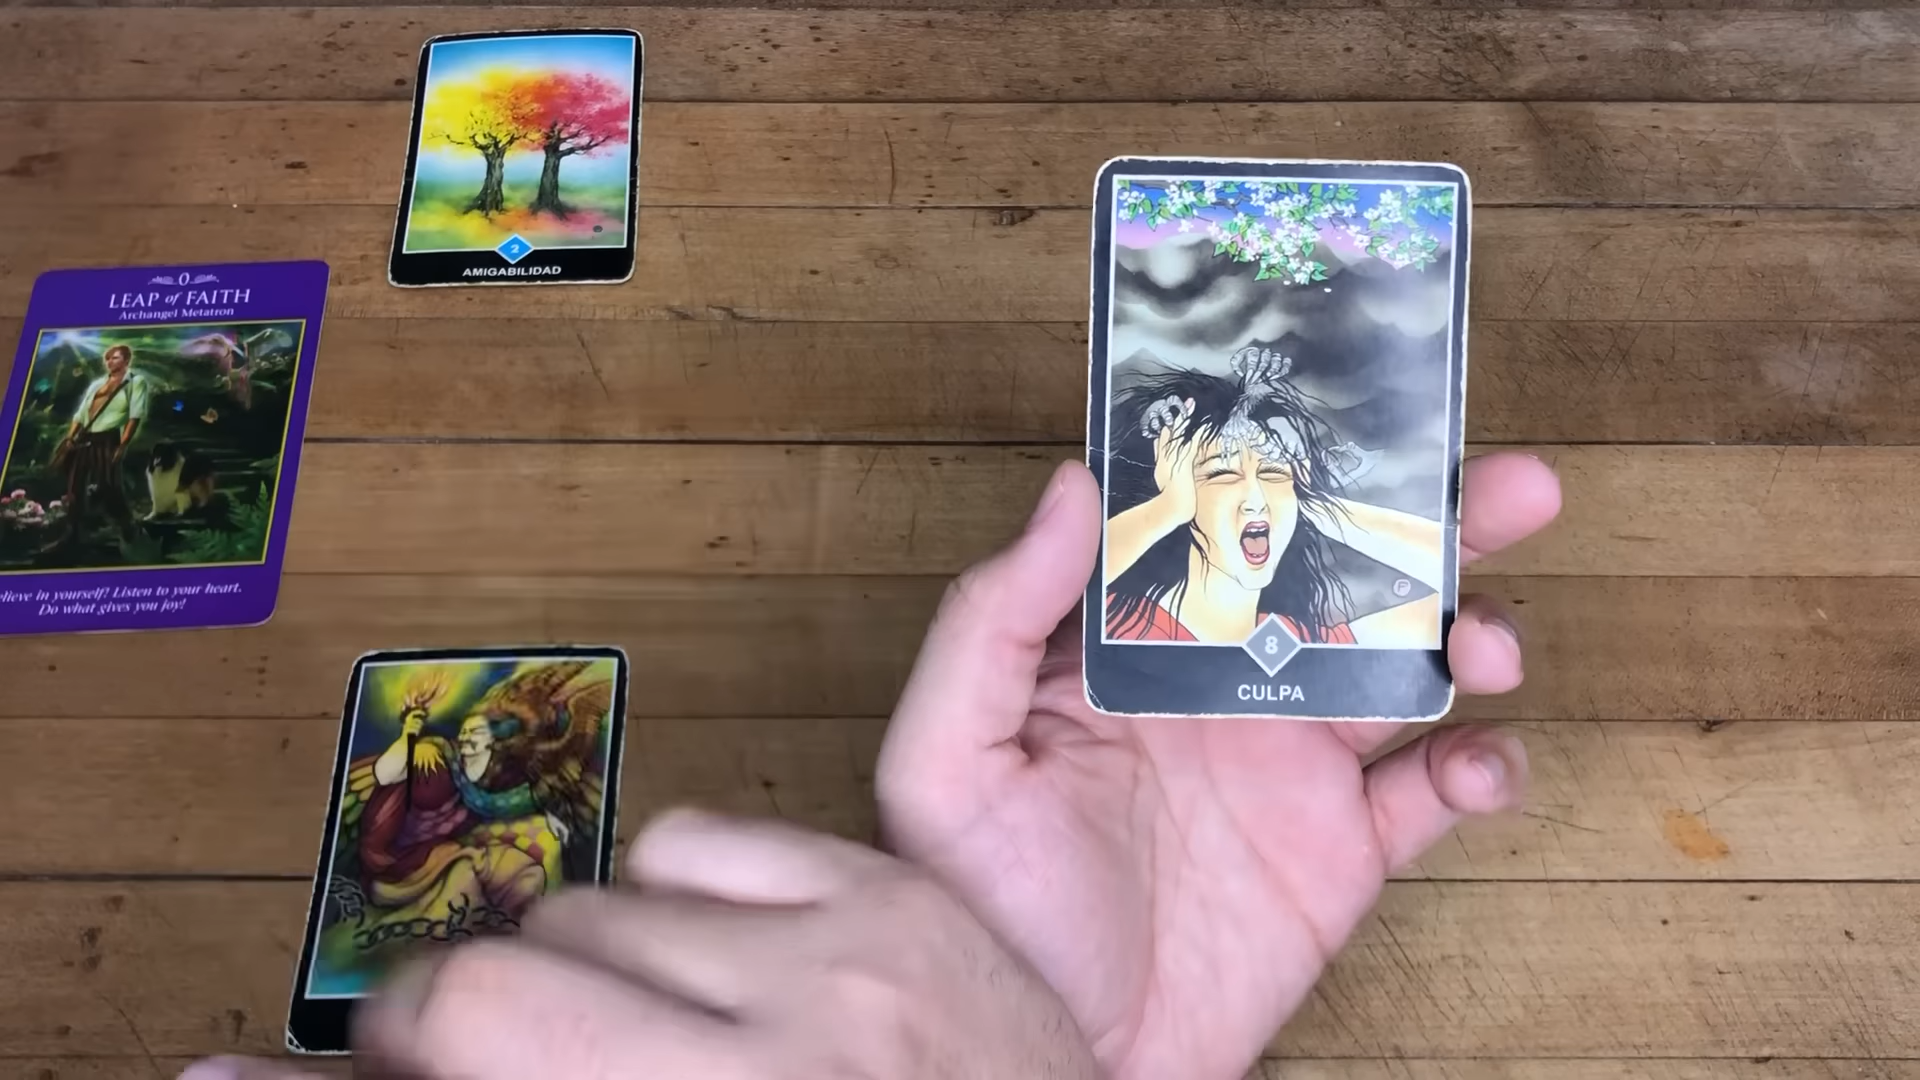 2
AMIGABILIDAD
0
LEAP of FAITH
Archangel Metatron
in yourself! Listen to your heart.
Do what gives you joy!
8
CULPA